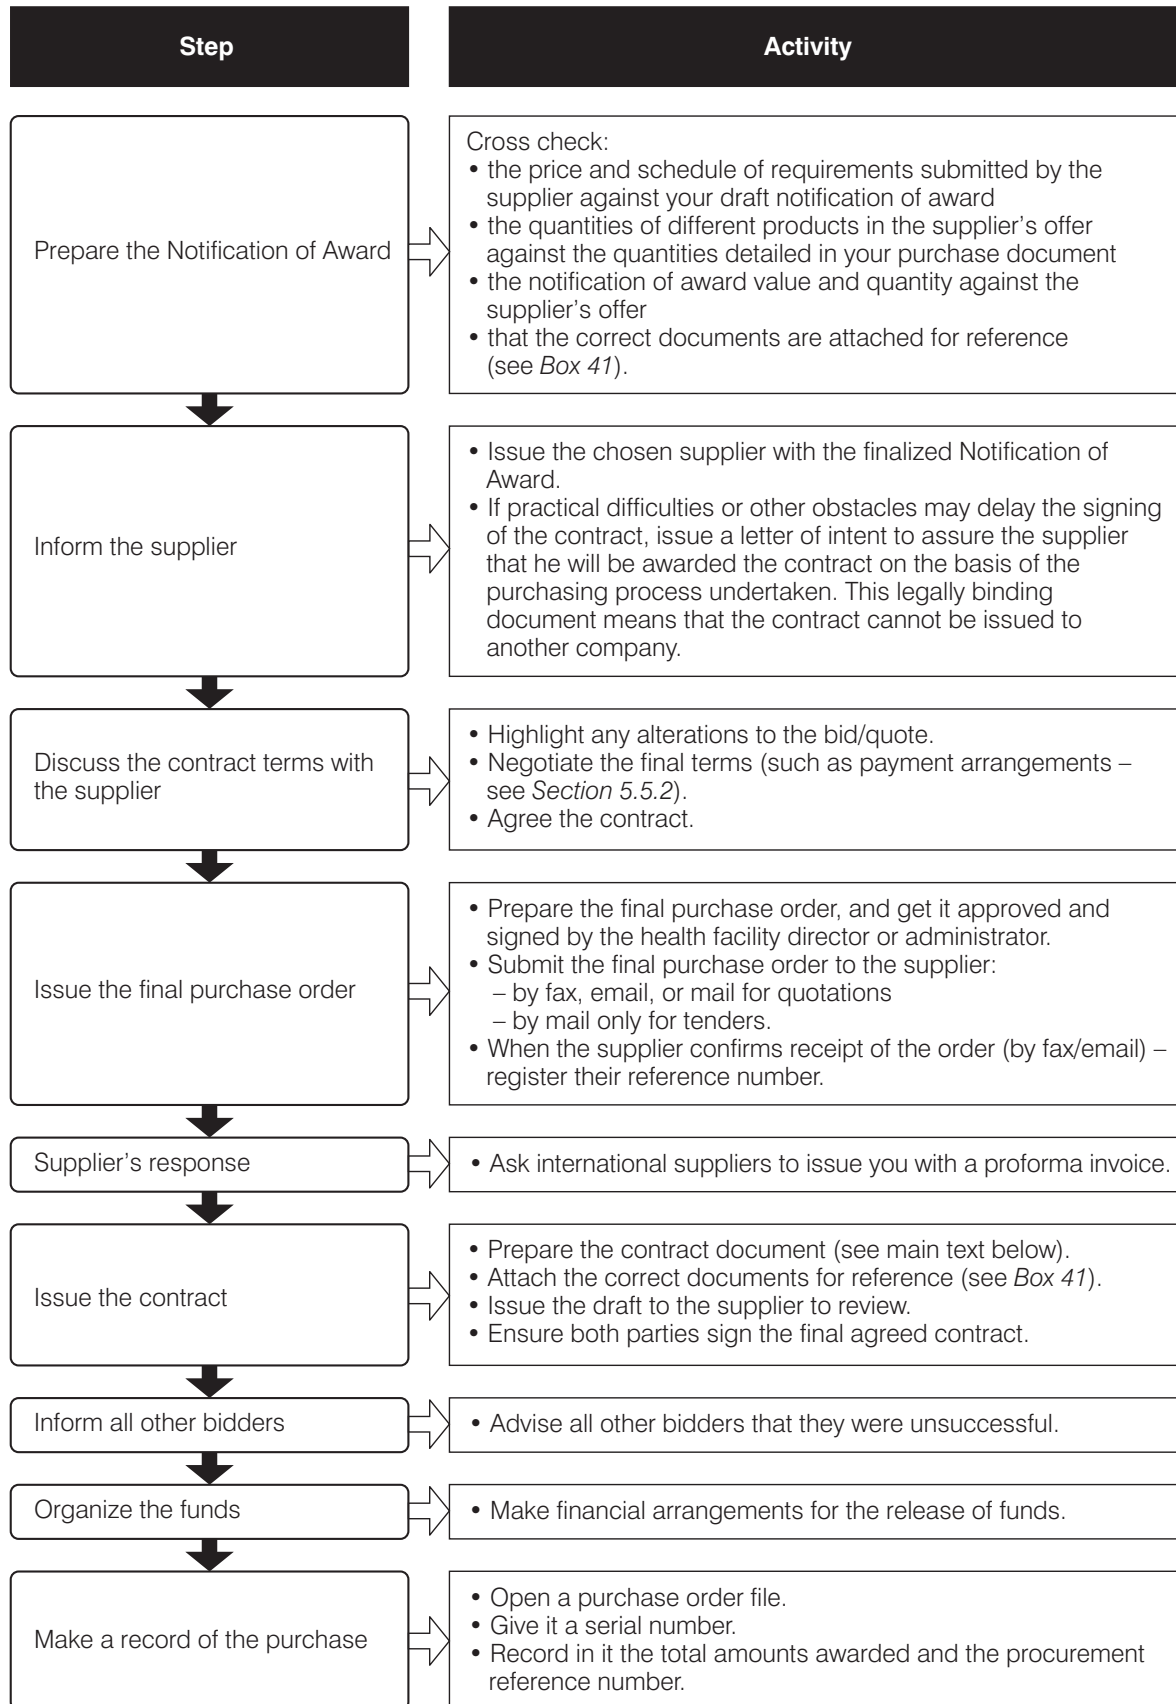 Step
Activity
Prepare the Notification of Award
Cross check:
• the price and schedule of requirements submitted by the
supplier against your draft notification of award
• the quantities of different products in the supplier’s offer
against the quantities detailed in your purchase document
• the notification of award value and quantity against the
supplier’s offer
• that the correct documents are attached for reference
(see Box 41).
Inform the supplier
• Issue the chosen supplier with the finalized Notification of
Award.
• If practical difficulties or other obstacles may delay the signing
of the contract, issue a letter of intent to assure the supplier
that he will be awarded the contract on the basis of the
purchasing process undertaken. This legally binding
document means that the contract cannot be issued to
another company.
Discuss the contract terms with
the supplier
• Highlight any alterations to the bid/quote.
• Negotiate the final terms (such as payment arrangements –
see Section 5.5.2).
• Agree the contract.
Issue the final purchase order
• Prepare the final purchase order, and get it approved and
signed by the health facility director or administrator.
• Submit the final purchase order to the supplier:
– by fax, email, or mail for quotations
– by mail only for tenders.
• When the supplier confirms receipt of the order (by fax/email) –
register their reference number.
Supplier’s response
• Ask international suppliers to issue you with a proforma invoice.
Issue the contract
• Prepare the contract document (see main text below).
• Attach the correct documents for reference (see Box 41).
• Issue the draft to the supplier to review.
• Ensure both parties sign the final agreed contract.
Inform all other bidders
• Advise all other bidders that they were unsuccessful.
Organize the funds
• Make financial arrangements for the release of funds.
Make a record of the purchase
• Open a purchase order file.
• Give it a serial number.
• Record in it the total amounts awarded and the procurement
reference number.